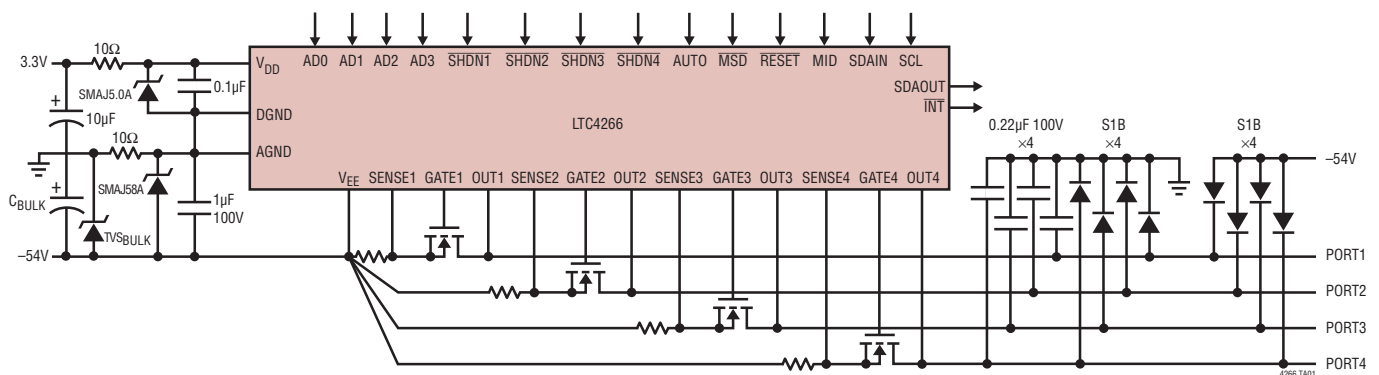 AD0 AD1 AD2 AD3 SHDN1 SHDN2 SHDN3 SHDN4 AUTO MSD RESET MID SDAIN SCL
3.3V
10Ω
VDD
SMAJ5.0A
0.1µF
DGND
SDAOUT
INT
+
10µF
LTC4266
10Ω
AGND
0.22µF 100V
×4
S1B
×4
S1B
×4
–54V
VEE SENSE1 GATE1 OUT1 SENSE2 GATE2 OUT2 SENSE3 GATE3 OUT3 SENSE4 GATE4 OUT4
+
CBULK
SMAJ58A
TVSBULK
1µF
100V
–54V
PORT1
PORT2
PORT3
PORT4
4266 TA01